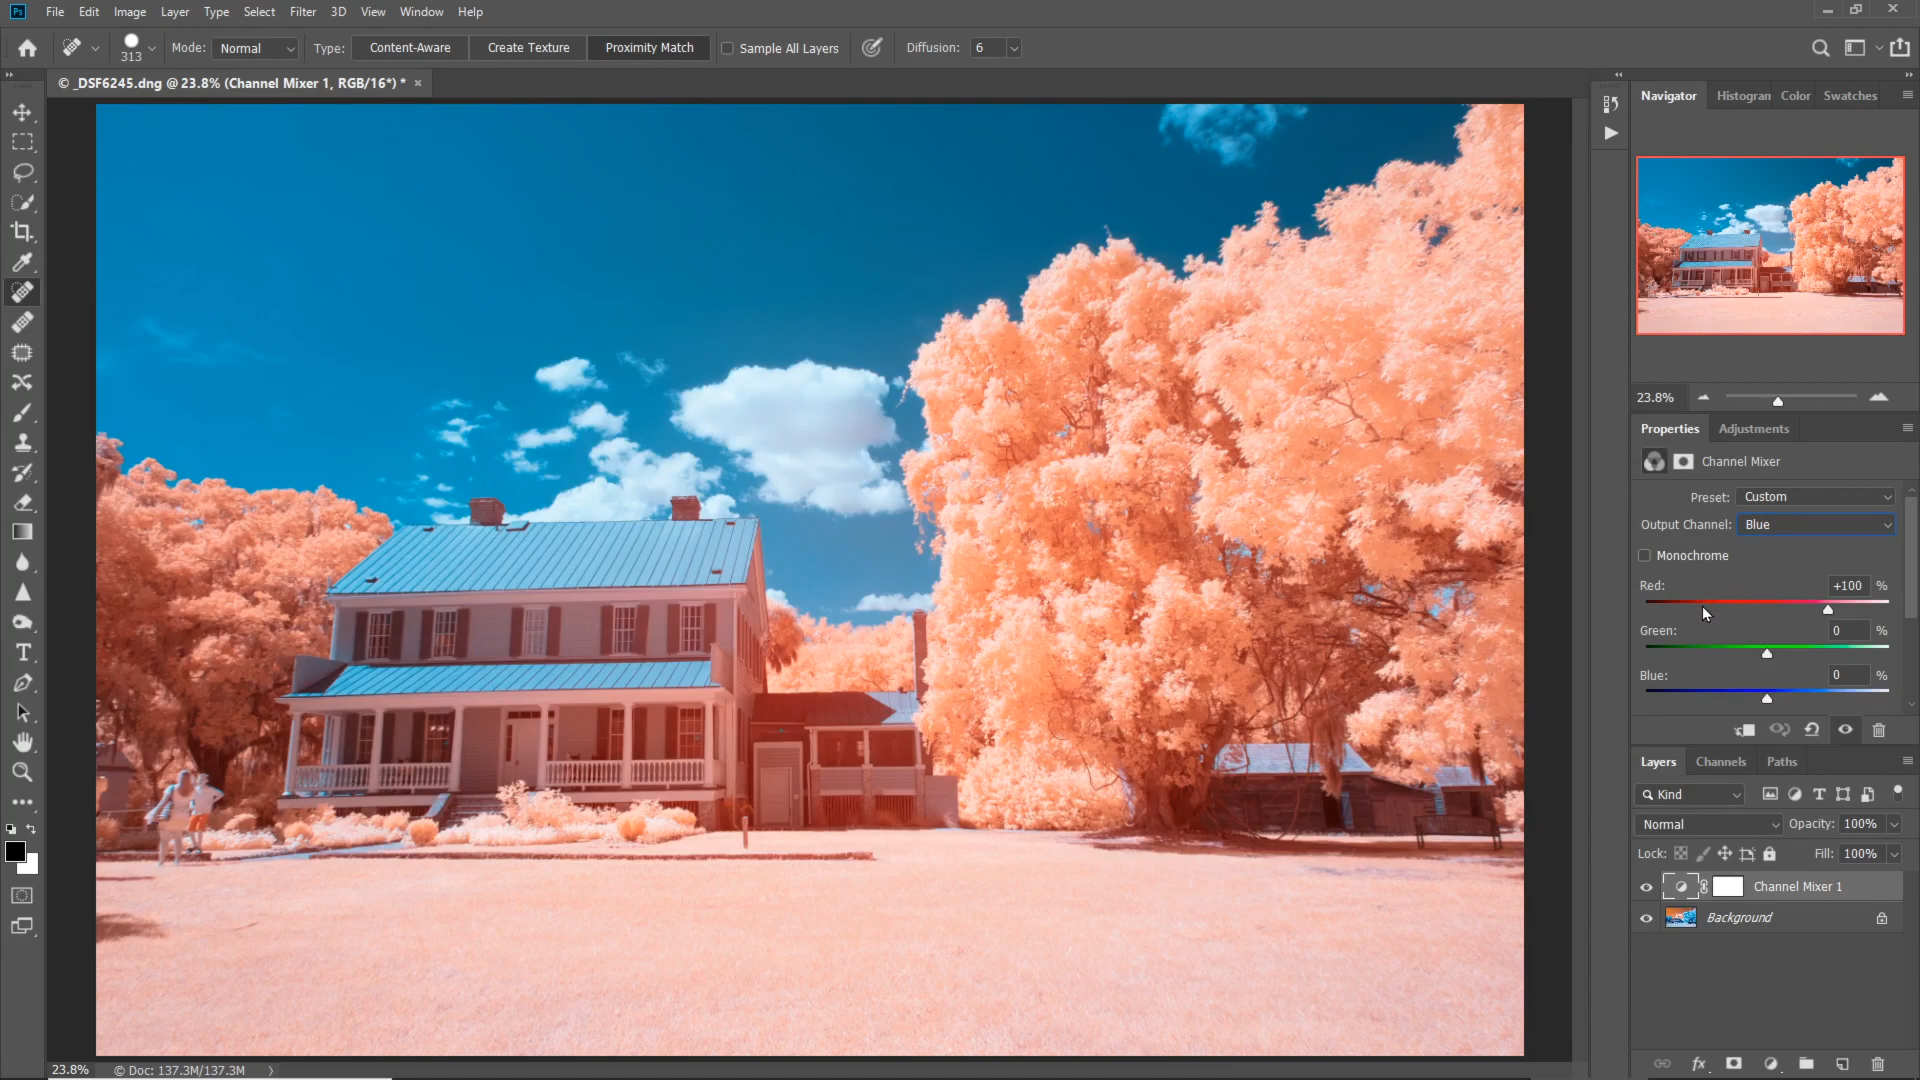 Ps File Edit Image Layer Type Select Filter 3D View Window Help
313 Mode: Normal Type: Content-Aware Create Texture Proximity Match Sample All Layers Diffusion: 6
© _DSF6245.dng @ 23.8% (Channel Mixer 1, RGB/16*) * ×
Navigator Histogran Color Swatches
23.8%
Properties Adjustments
Channel Mixer
Preset: Custom
Output Channel: Blue
Monochrome
Red: +100 %
Green: 0 %
Blue: 0 %
Layers Channels Paths
Kind
Normal Opacity: 100%
Lock: Fill: 100%
Channel Mixer 1
Background
fx
23.8% © Doc: 137.3M/137.3M